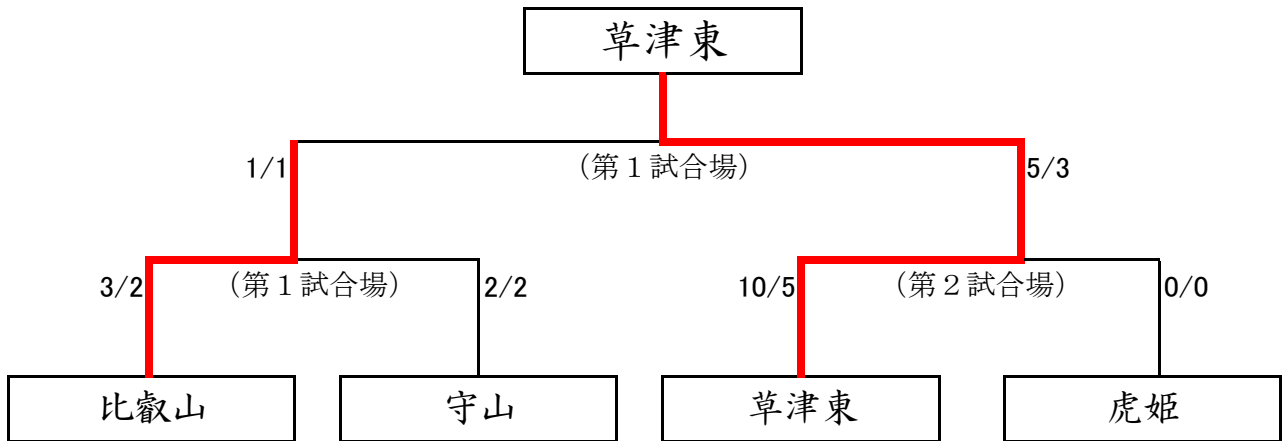 草津東
1/1 (第1試合場) 5/3
3/2 (第1試合場) 2/2 10/5 (第2試合場) 0/0
比叡山 守山 草津東 虎姫